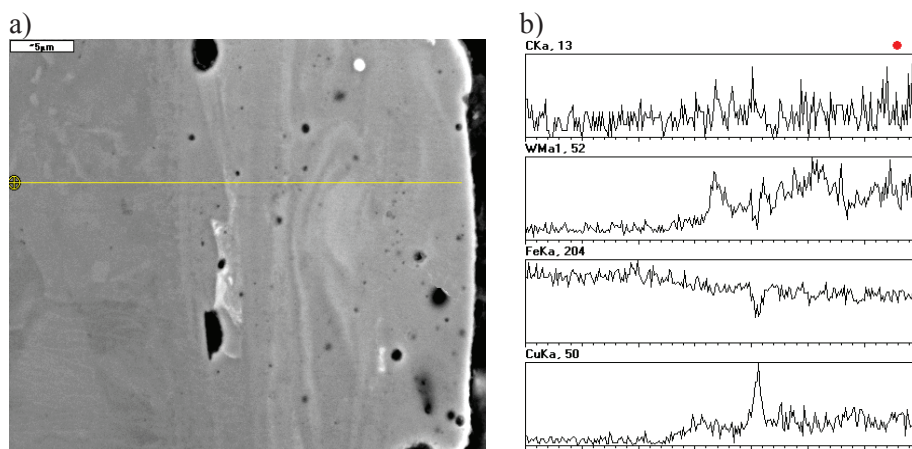 a)
~5µm
b)
CKa, 13
WMa1, 52
FeKa, 204
CuKa, 50